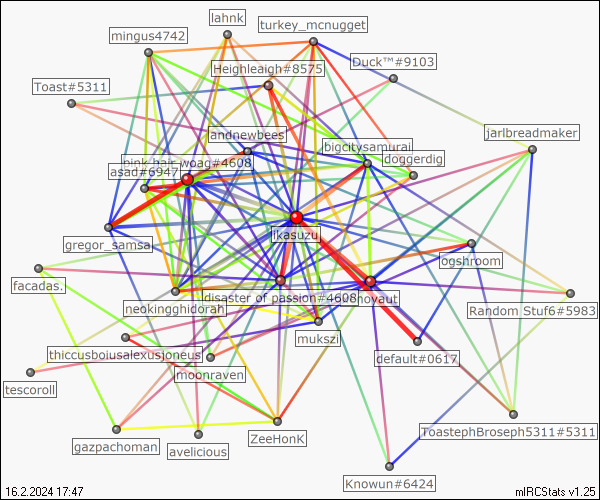 lahnk
turkey_mcnugget
mingus4742
Duck™#9103
Heighleaigh#8575
Toast#5311
jarlbreadmaker
andnewbees
bigcitysamurai
doggerdig
pink hair woag#4608
asad#6947
jikasuzu
gregor_samsa
ogshroom
facadas.
disaster of passion#4608
neokingghidorah
Random Stuf6#5983
mukszi
thiccusboiusalexusjoneus
default#0617
moonraven
tescoroll
ToastephBroseph5311#5311
ZeeHonK
gazpachoman
avelicious
Knowun#6424
16.2.2024 17:47
mIRCStats v1.25